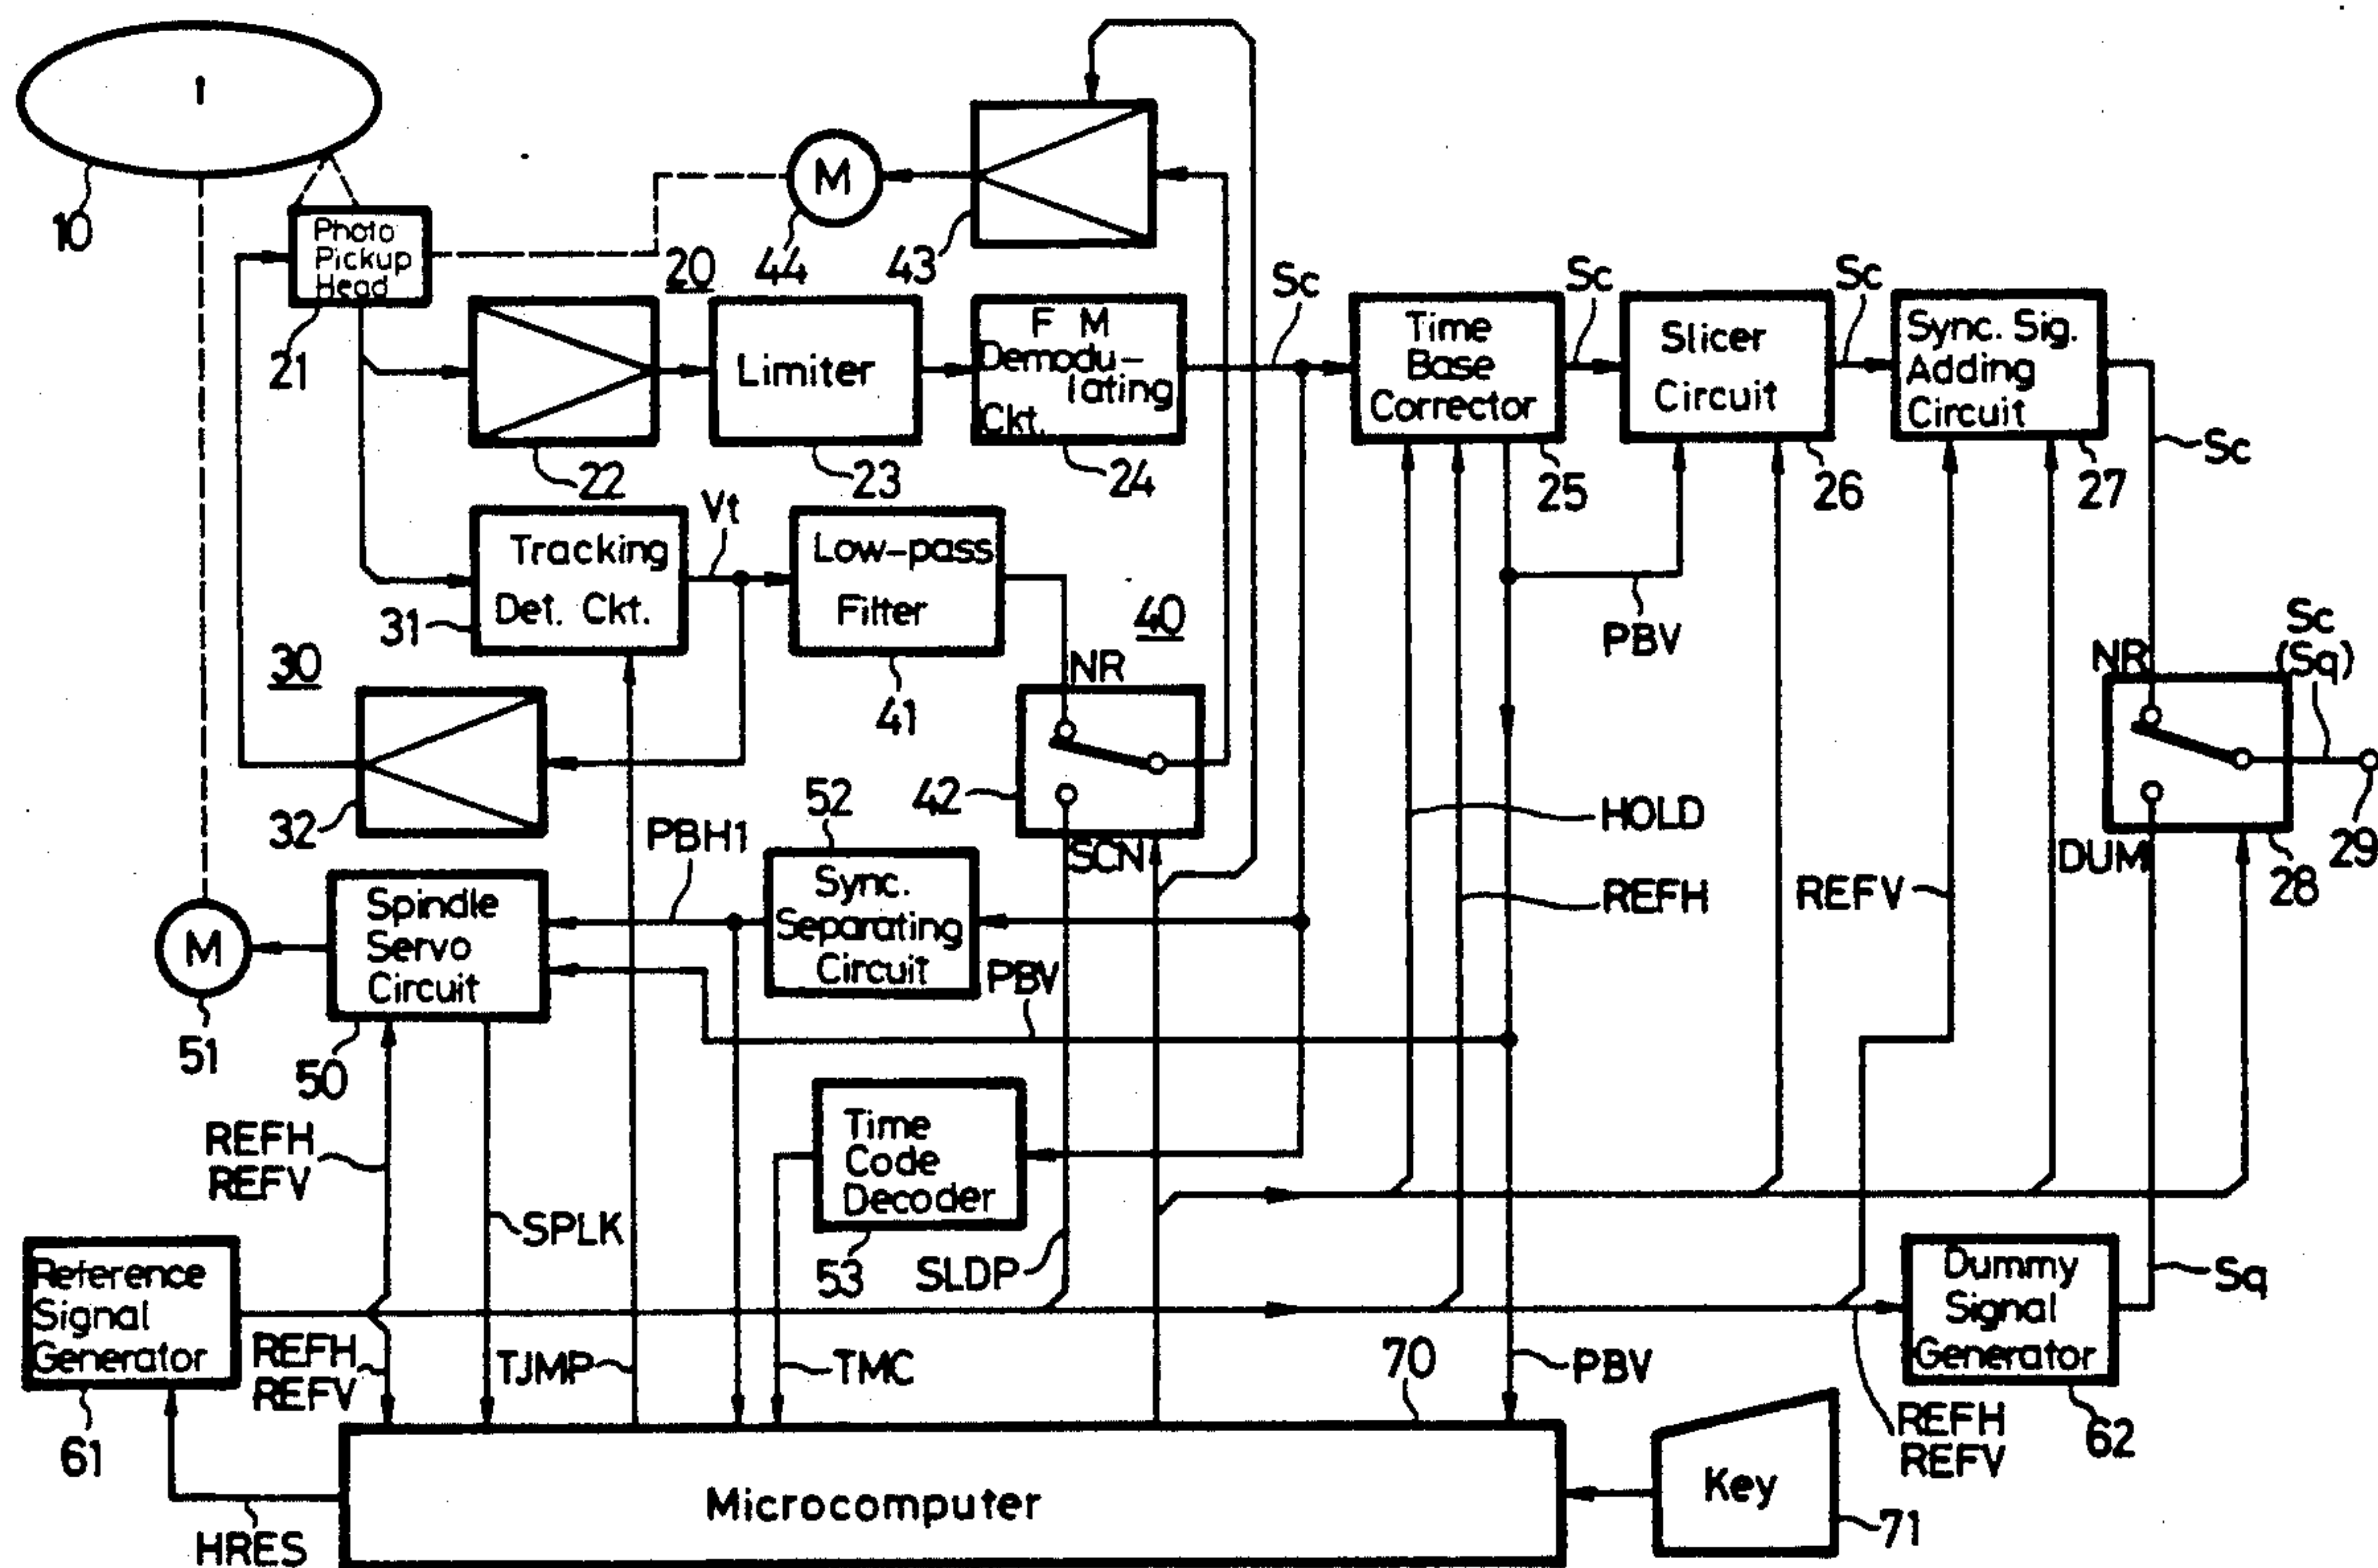 10
Photo
Pickup
Head
21
20
M
44
43
22
Limiter
23
F M
Demodu-
lating
Ckt.
24
Sc
Time
Base
Corrector
25
Sc
Slicer
Circuit
26
Sc
Sync. Sig.
Adding
Circuit
27
Sc
Tracking
Det. Ckt.
31
Vt
Low-pass
Filter
41
40
30
32
NR
42
SCN
PBV
HOLD
REFH
REFV
NR
Sc
(Sq)
DUM
28
29
M
51
Spindle
Servo
Circuit
50
PBH1
52
Sync.
Separating
Circuit
PBV
REFH
REFV
SPLK
Time
Code
Decoder
53
SLDP
Reference
Signal
Generator
61
REFH
REFV
TJMP
TMC
70
PBV
Dummy
Signal
Generator
62
Sq
REFH
REFV
HRES
Microcomputer
Key
71